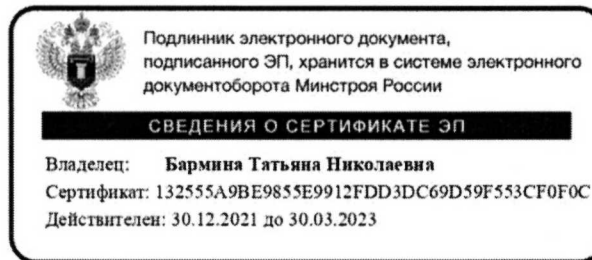 Подлинник электронного документа,
подписанного ЭП, хранится в системе электронного
документоборота Минстроя России
СВЕДЕНИЯ О СЕРТИФИКАТЕ ЭП
Владелец: Бармина Татьяна Николаевна
Сертификат: 132555A9BE9855E9912FDD3DC69D59F553CF0F0C
Действителен: 30.12.2021 до 30.03.2023